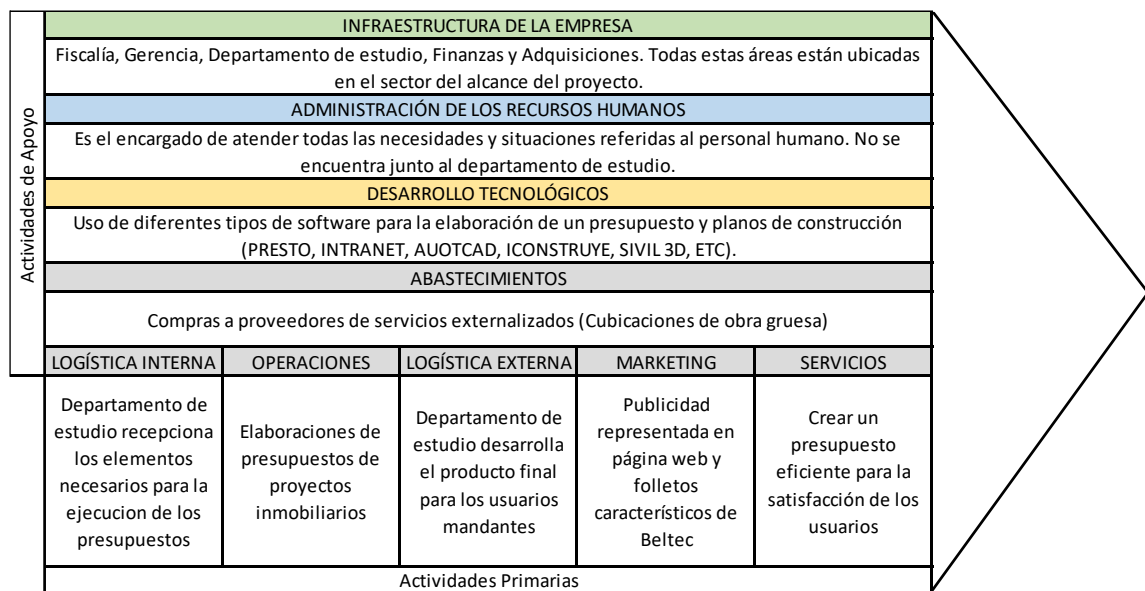 INFRAESTRUCTURA DE LA EMPRESA
Fiscalía, Gerencia, Departamento de estudio, Finanzas y Adquisiciones. Todas estas áreas están ubicadas
en el sector del alcance del proyecto.
ADMINISTRACIÓN DE LOS RECURSOS HUMANOS
Es el encargado de atender todas las necesidades y situaciones referidas al personal humano. No se
encuentra junto al departamento de estudio.
DESARROLLO TECNOLÓGICOS
Uso de diferentes tipos de software para la elaboración de un presupuesto y planos de construcción
(PRESTO, INTRANET, AUOTCAD, ICONSTRUYE, SIVIL 3D, ETC).
ABASTECIMIENTOS
Compras a proveedores de servicios externalizados (Cubicaciones de obra gruesa)
Actividades de Apoyo
LOGÍSTICA INTERNA
Departamento de
estudio recepciona
los elementos
necesarios para la
ejecucion de los
presupuestos
OPERACIONES
Elaboraciones de
presupuestos de
proyectos
inmobiliarios
LOGÍSTICA EXTERNA
Departamento de
estudio desarrolla
el producto final
para los usuarios
mandantes
MARKETING
Publicidad
representada en
página web y
folletos
característicos de
Beltec
SERVICIOS
Crear un
presupuesto
eficiente para la
satisfacción de los
usuarios
Actividades Primarias